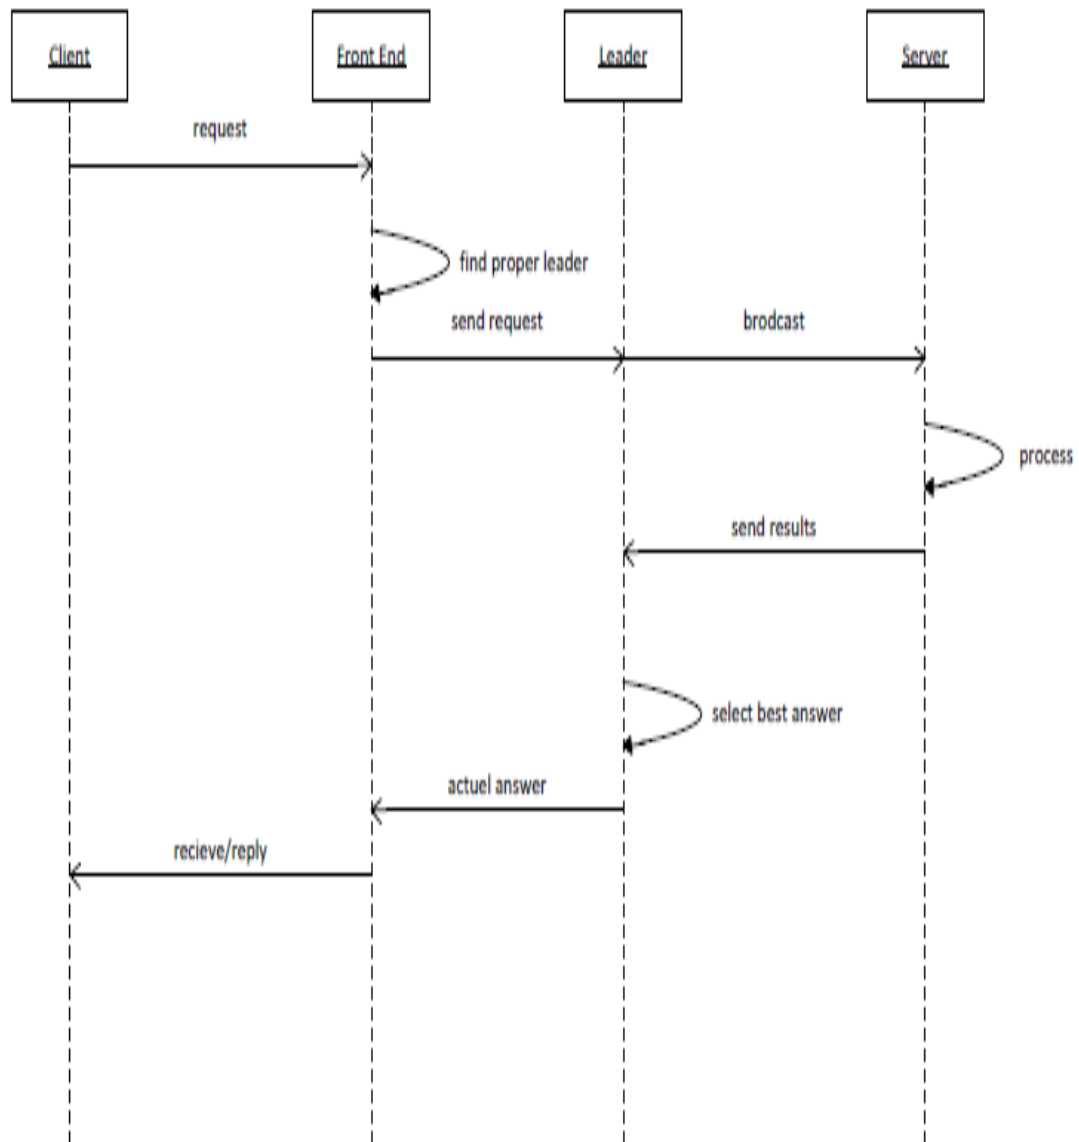 Client
Front End
Leader
Server
request
find proper leader
send request
brodcast
process
send results
select best answer
actuel answer
recieve/reply